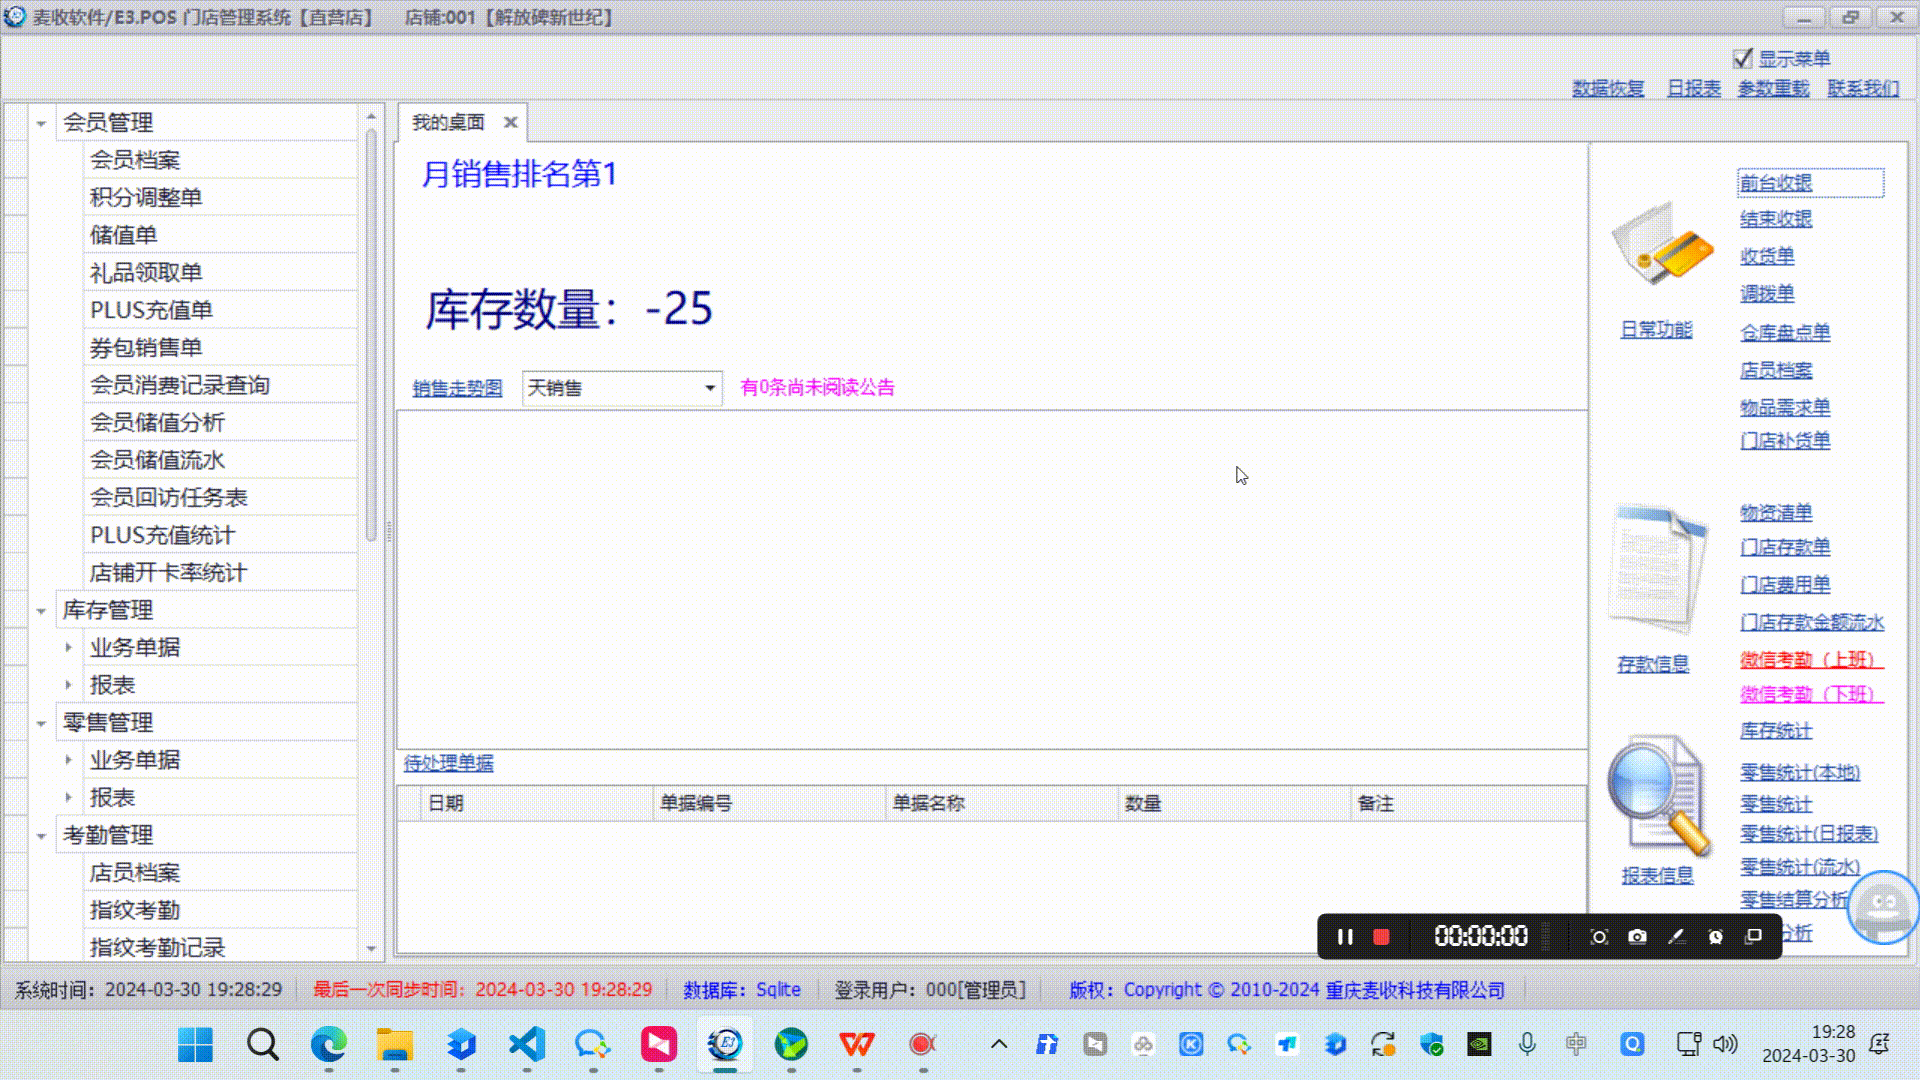 麦收软件/E3.POS 门店管理系统【直营店】 店铺:001【解放碑新世纪】
显示菜单
数据恢复 日报表 参数重载 联系我们
会员管理
会员档案
积分调整单
储值单
礼品领取单
PLUS充值单
券包销售单
会员消费记录查询
会员储值分析
会员储值流水
会员回访任务表
PLUS充值统计
店铺开卡率统计
库存管理
业务单据
报表
零售管理
业务单据
报表
考勤管理
店员档案
指纹考勤
指纹考勤记录
我的桌面
月销售排名第1
库存数量：-25
销售走势图 天销售 有0条尚未阅读公告
待处理单据
日期 单据编号 单据名称 数量 备注
日常功能
前台收银
结束收银
收货单
调拨单
仓库盘点单
店员档案
物品需求单
门店补货单
存款信息
物资清单
门店存款单
门店费用单
门店存款金额流水
微信考勤（上班）
微信考勤（下班）
报表信息
库存统计
零售统计(本地)
零售统计
零售统计(日报表)
零售统计(流水)
零售结算分析
分析
00:00:00
系统时间：2024-03-30 19:28:29 最后一次同步时间：2024-03-30 19:28:29 数据库：Sqlite 登录用户：000[管理员] 版权：Copyright © 2010-2024 重庆麦收科技有限公司
中
19:28
2024-03-30